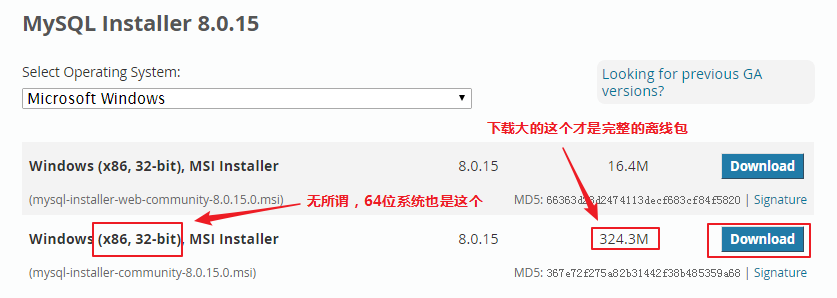 MySQL Installer 8.0.15
Select Operating System:
Looking for previous GA
versions?
Microsoft Windows
下载大的这个才是完整的离线包
Windows (x86, 32-bit), MSI Installer 8.0.15 16.4M Download
(mysql-installer-web-community-8.0.15.0.msi) MD5: | Signature
无所谓，64位系统也是这个
Windows (x86, 32-bit), MSI Installer 8.0.15 324.3M Download
(mysql-installer-community-8.0.15.0.msi) MD5: 367e72f275a82b31442f38b485359a68 | Signature